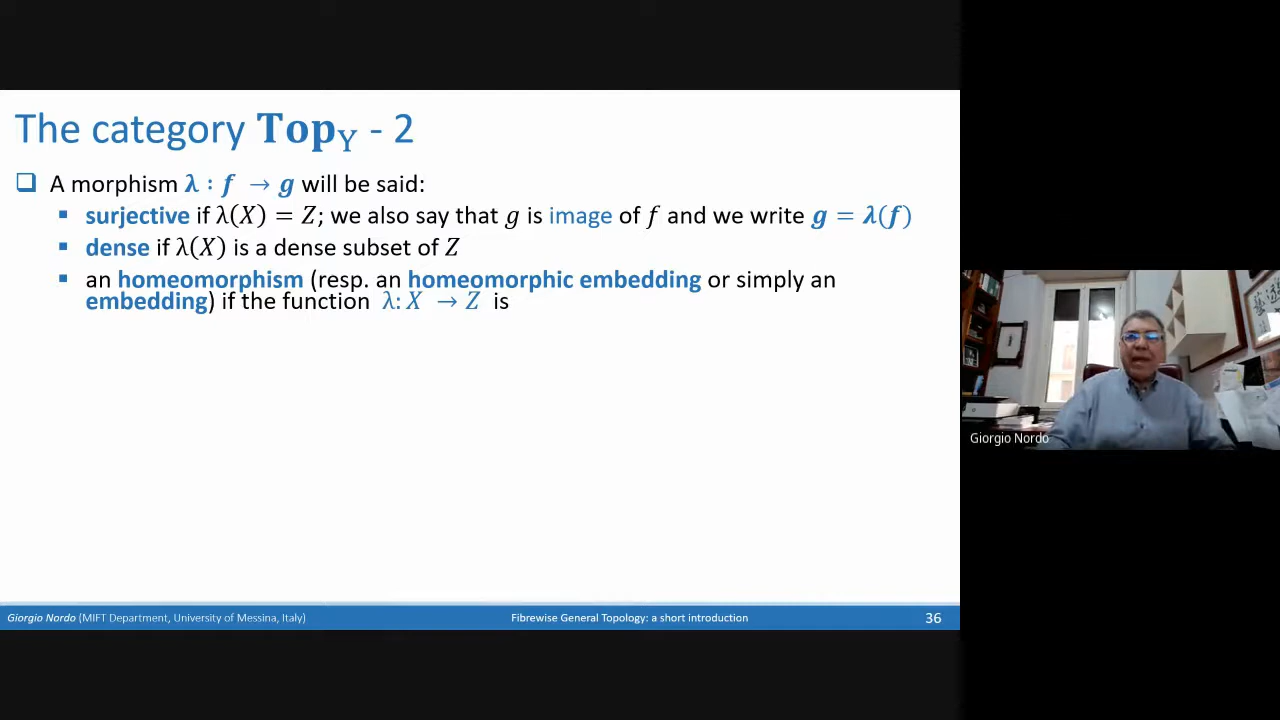 The category Top_Y - 2
❑ A morphism λ : f → g will be said:
▪ surjective if λ(X) = Z; we also say that g is image of f and we write g = λ(f)
▪ dense if λ(X) is a dense subset of Z
▪ an homeomorphism (resp. an homeomorphic embedding or simply an
embedding) if the function λ: X → Z is
Giorgio Nordo
Giorgio Nordo (MIFT Department, University of Messina, Italy)
Fibrewise General Topology: a short introduction
36